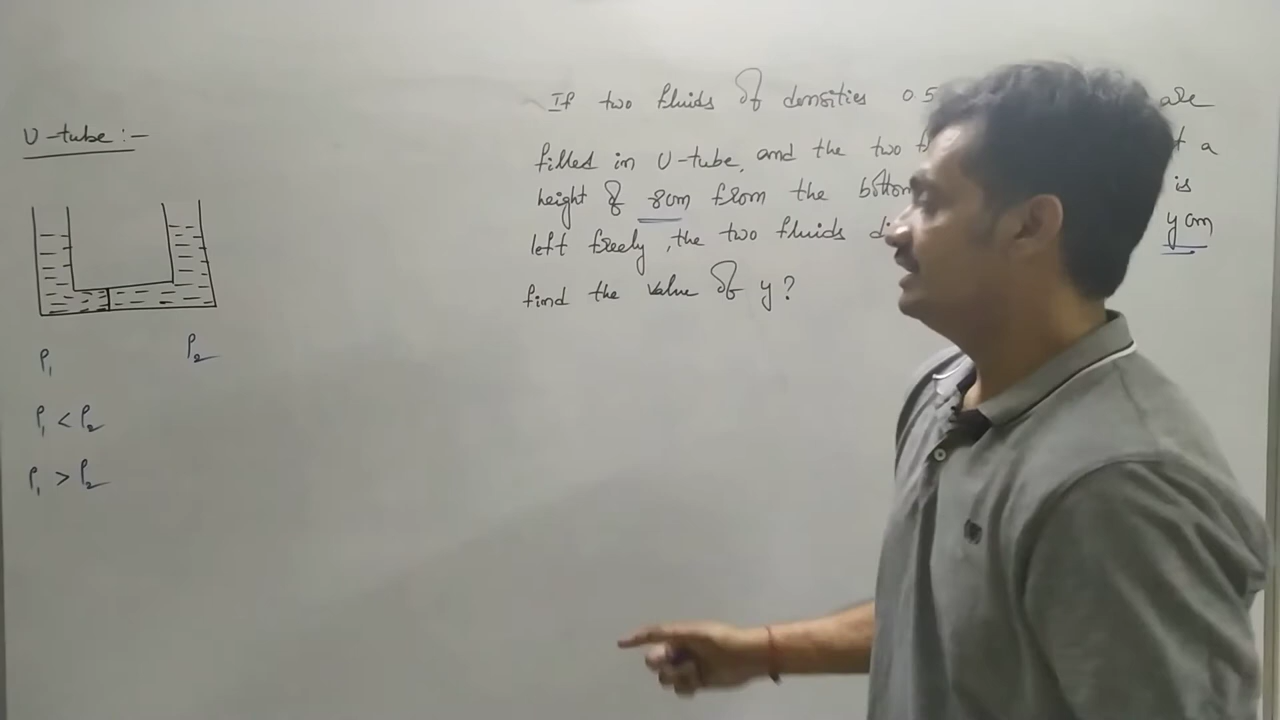 U-tube:-
ρ₁ ρ₂
ρ₁ < ρ₂
ρ₁ > ρ₂
If two fluids of densities 0.5 are
filled in U-tube, and the two a
height of 8cm from the bottom is
left freely, the two fluids y cm
find the value of y?